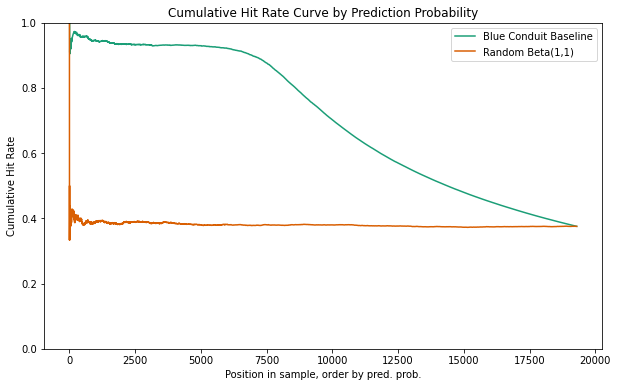 Cumulative Hit Rate Curve by Prediction Probability
Blue Conduit Baseline
Random Beta(1,1)
Cumulative Hit Rate
1.0
0.8
0.6
0.4
0.2
0.0
0 2500 5000 7500 10000 12500 15000 17500 20000
Position in sample, order by pred. prob.